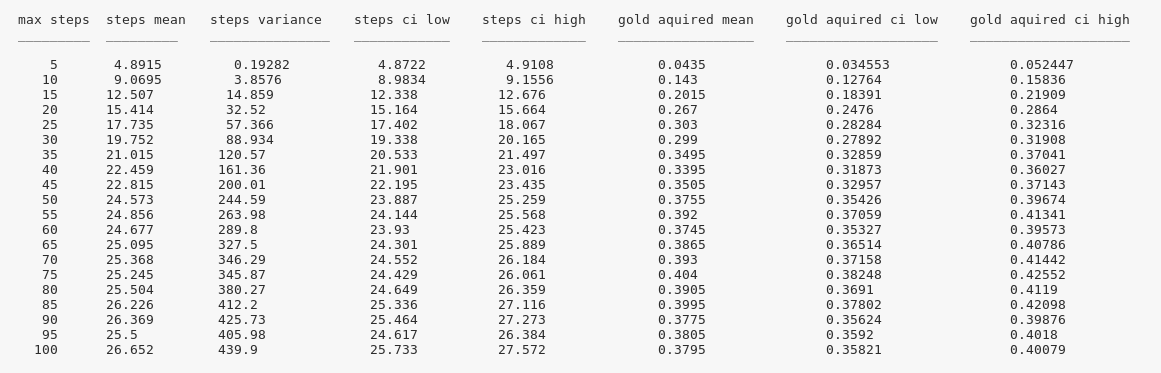 max steps steps mean steps variance steps ci low steps ci high gold aquired mean gold aquired ci low gold aquired ci high
5 4.8915 0.19282 4.8722 4.9108 0.0435 0.034553 0.052447
10 9.0695 3.8576 8.9834 9.1556 0.143 0.12764 0.15836
15 12.507 14.859 12.338 12.676 0.2015 0.18391 0.21909
20 15.414 32.52 15.164 15.664 0.267 0.2476 0.2864
25 17.735 57.366 17.402 18.067 0.303 0.28284 0.32316
30 19.752 88.934 19.338 20.165 0.299 0.27892 0.31908
35 21.015 120.57 20.533 21.497 0.3495 0.32859 0.37041
40 22.459 161.36 21.901 23.016 0.3395 0.31873 0.36027
45 22.815 200.01 22.195 23.435 0.3505 0.32957 0.37143
50 24.573 244.59 23.887 25.259 0.3755 0.35426 0.39674
55 24.856 263.98 24.144 25.568 0.392 0.37059 0.41341
60 24.677 289.8 23.93 25.423 0.3745 0.35327 0.39573
65 25.095 327.5 24.301 25.889 0.3865 0.36514 0.40786
70 25.368 346.29 24.552 26.184 0.393 0.37158 0.41442
75 25.245 345.87 24.429 26.061 0.404 0.38248 0.42552
80 25.504 380.27 24.649 26.359 0.3905 0.3691 0.4119
85 26.226 412.2 25.336 27.116 0.3995 0.37802 0.42098
90 26.369 425.73 25.464 27.273 0.3775 0.35624 0.39876
95 25.5 405.98 24.617 26.384 0.3805 0.3592 0.4018
100 26.652 439.9 25.733 27.572 0.3795 0.35821 0.40079